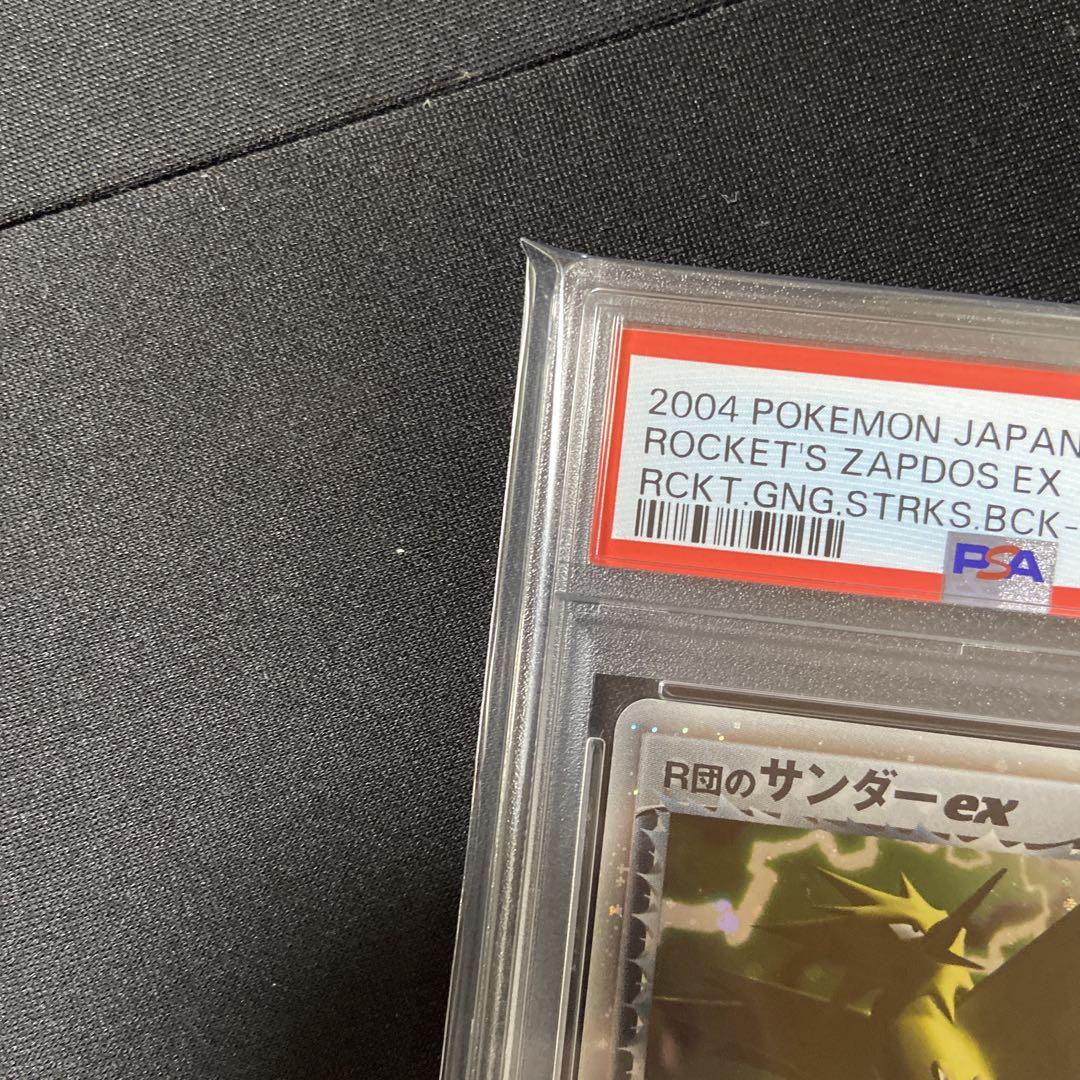 2004 POKEMON JAPAN
ROCKET'S ZAPDOS EX
RCKT.GNG.STRKS.BCK-
PSA
R団のサンダーex